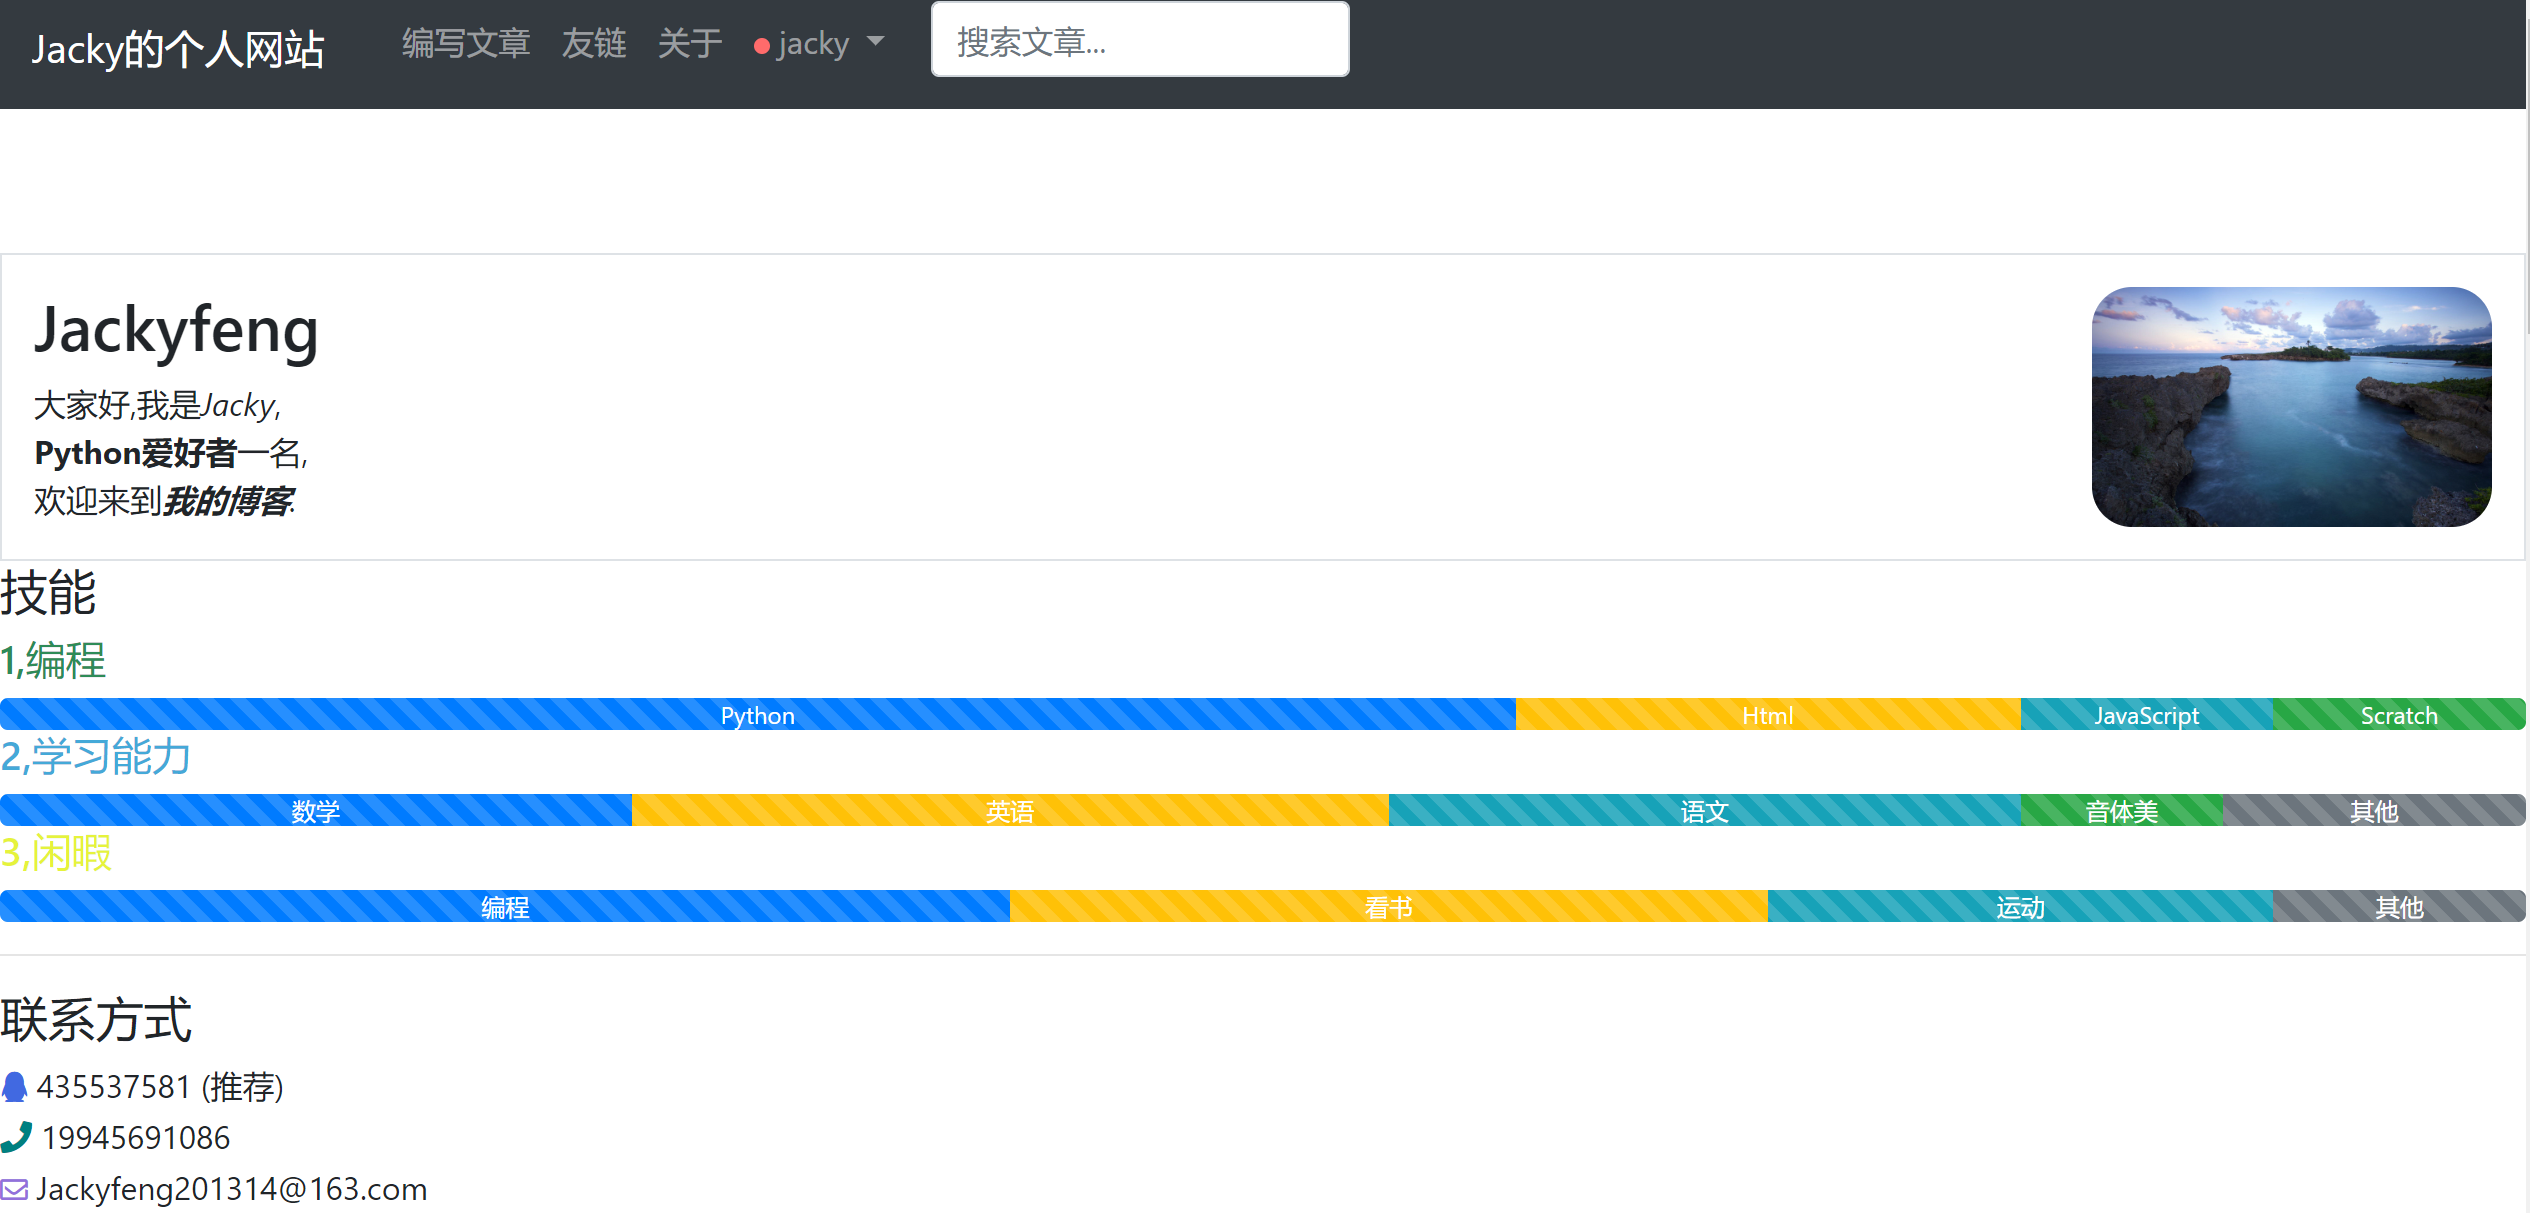 Jacky的个人网站 编写文章 友链 关于 jacky 搜索文章...
Jackyfeng
大家好,我是Jacky,
Python爱好者一名,
欢迎来到我的博客.
技能
1,编程
Python Html JavaScript Scratch
2,学习能力
数学 英语 语文 音体美 其他
3,闲暇
编程 看书 运动 其他
联系方式
435537581 (推荐)
19945691086
Jackyfeng201314@163.com